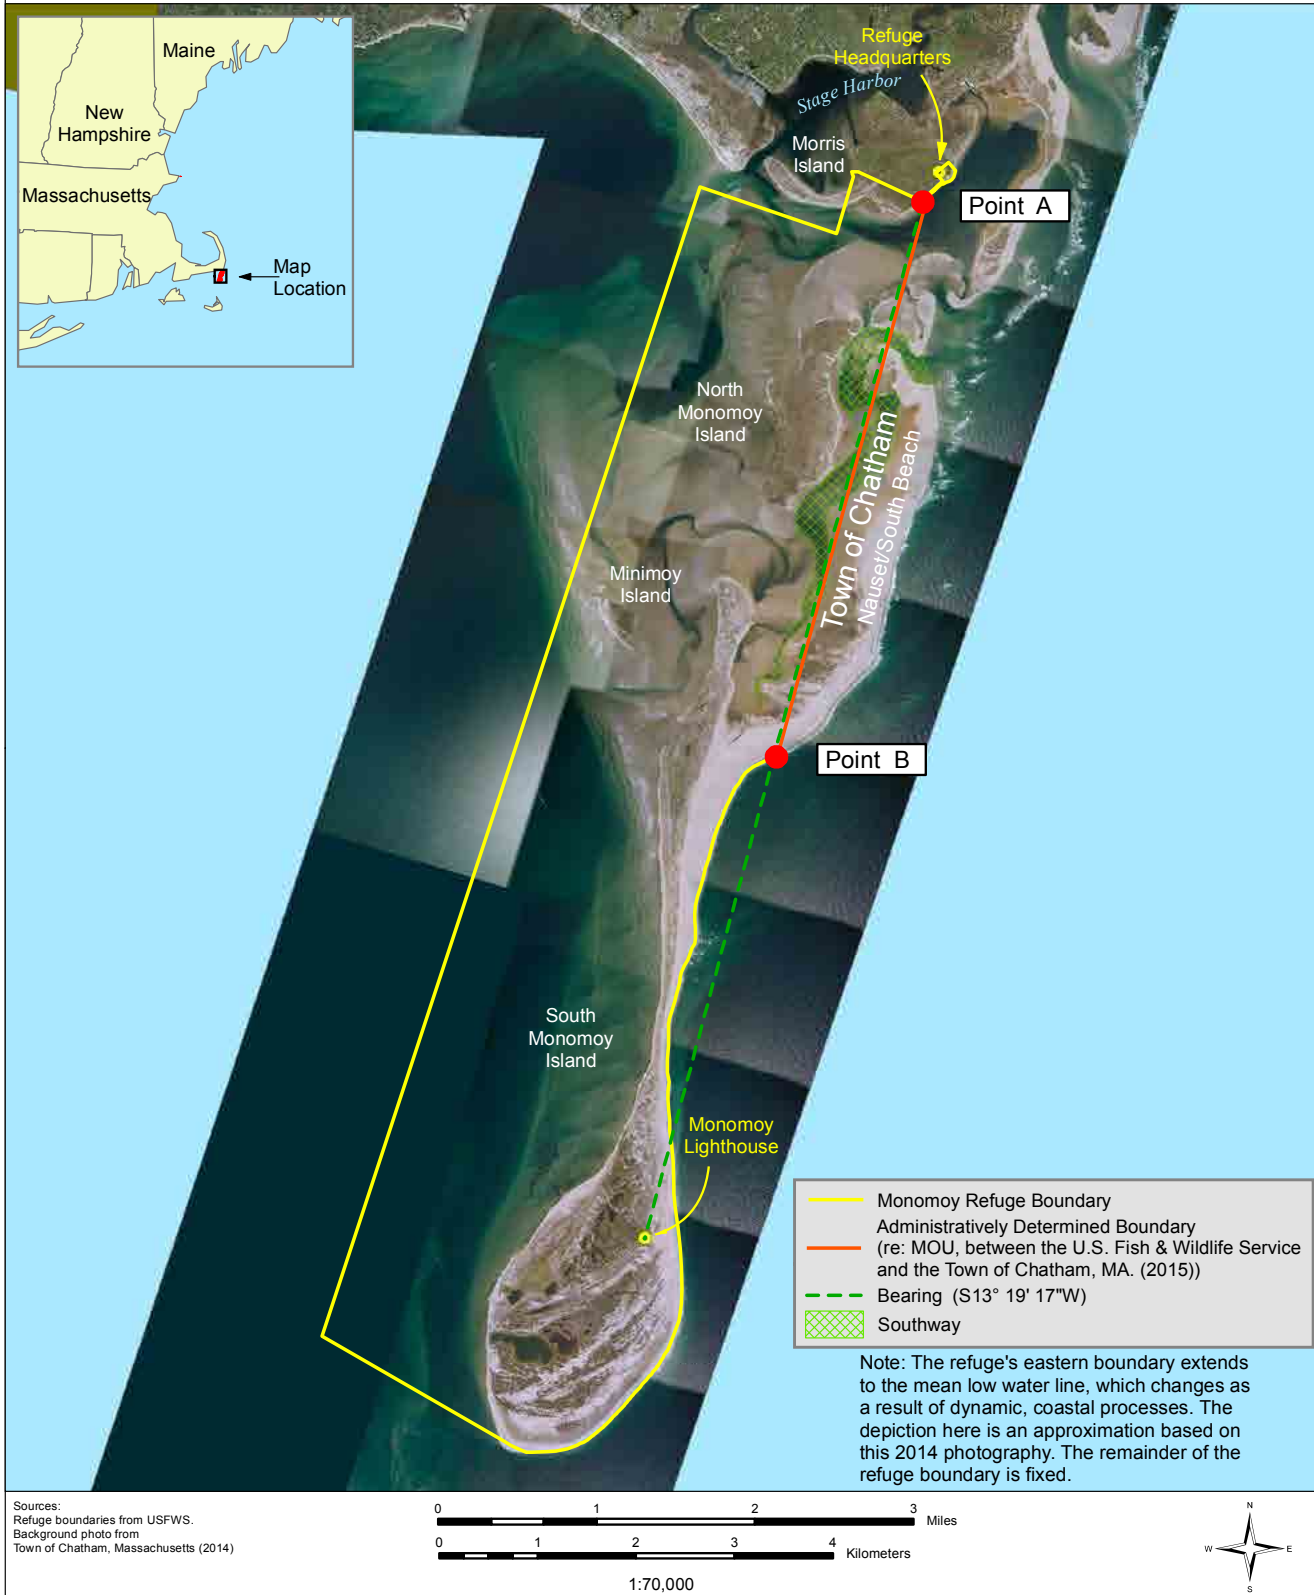 Maine
New
Hampshire
Massachusetts
Map
Location
Refuge
Headquarters
Stage Harbor
Morris
Island
Point A
North
Monomoy
Island
Town of Chatham
Nauset/South Beach
Minimoy
Island
Point B
South
Monomoy
Island
Monomoy
Lighthouse
Monomoy Refuge Boundary
Administratively Determined Boundary
(re: MOU, between the U.S. Fish & Wildlife Service
and the Town of Chatham, MA. (2015))
Bearing (S13° 19' 17"W)
Southway
Note: The refuge's eastern boundary extends
to the mean low water line, which changes as
a result of dynamic, coastal processes. The
depiction here is an approximation based on
this 2014 photography. The remainder of the
refuge boundary is fixed.
Sources:
Refuge boundaries from USFWS.
Background photo from
Town of Chatham, Massachusetts (2014)
0 1 2 3
Miles
0 1 2 3 4
Kilometers
1:70,000
N
W E
S